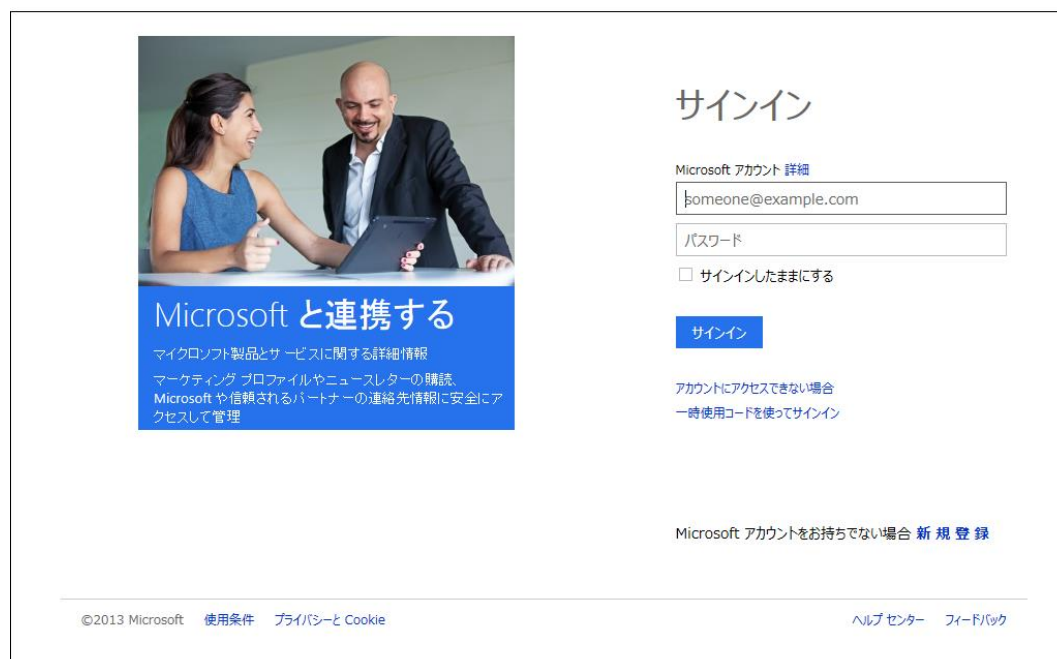 Microsoft と連携する
マイクロソフト製品とサービスに関する詳細情報
マーケティング プロファイルやニュースレターの購読、
Microsoft や信頼されるパートナーの連絡先情報に安全にア
クセスして管理
サインイン
Microsoft アカウント 詳細
someone@example.com
パスワード
サインインしたままにする
サインイン
アカウントにアクセスできない場合
一時使用コードを使ってサインイン
Microsoft アカウントをお持ちでない場合 新 規 登 録
©2013 Microsoft 使用条件 プライバシーと Cookie ヘルプ センター フィードバック